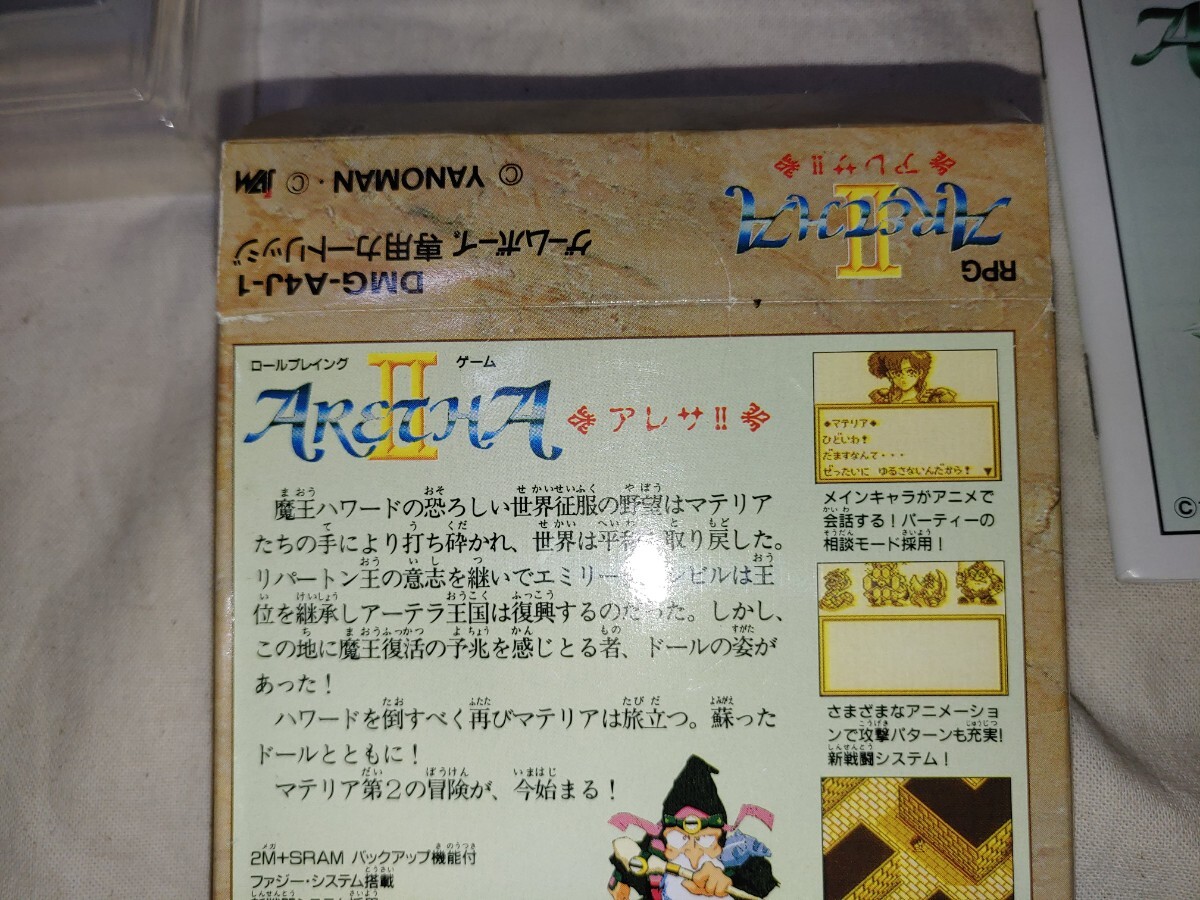 © YANOMAN・© JVM
ゲームボーイ専用カートリッジ
DMG-A4J-1
アレサII
ARETHA II
RPG
ロールプレイング ゲーム
ARETHA II アレサII
魔王ハワードの恐ろしい世界征服の野望はマテリア
たちの手により打ち砕かれ、世界は平和 取り戻した。
リパートン王の意志を継いでエミリー ビルは王
位を継承しアーテラ王国は復興するのだった。しかし、
この地に魔王復活の予兆を感じとる者、ドールの姿が
あった!
ハワードを倒すべく再びマテリアは旅立つ。蘇った
ドールとともに!
マテリア第2の冒険が、今始まる!
2M+SRAM バックアップ機能付
ファジー・システム搭載
◆マテリア◆
ひどいわ!
だますなんて・・・
ぜったいに ゆるさないんだから! ▼
メインキャラがアニメで
会話する!パーティーの
相談モード採用!
さまざまなアニメーショ
ンで攻撃パターンも充実!
新戦闘システム!
©